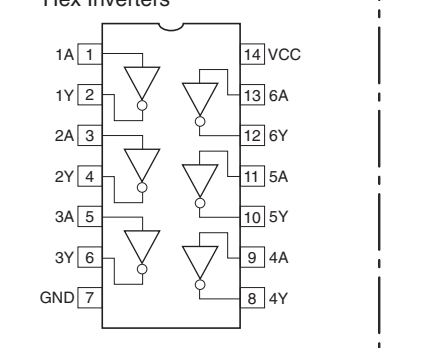 Hex Inverters
1A 1
1Y 2
2A 3
2Y 4
3A 5
3Y 6
GND 7
14 VCC
13 6A
12 6Y
11 5A
10 5Y
9 4A
8 4Y